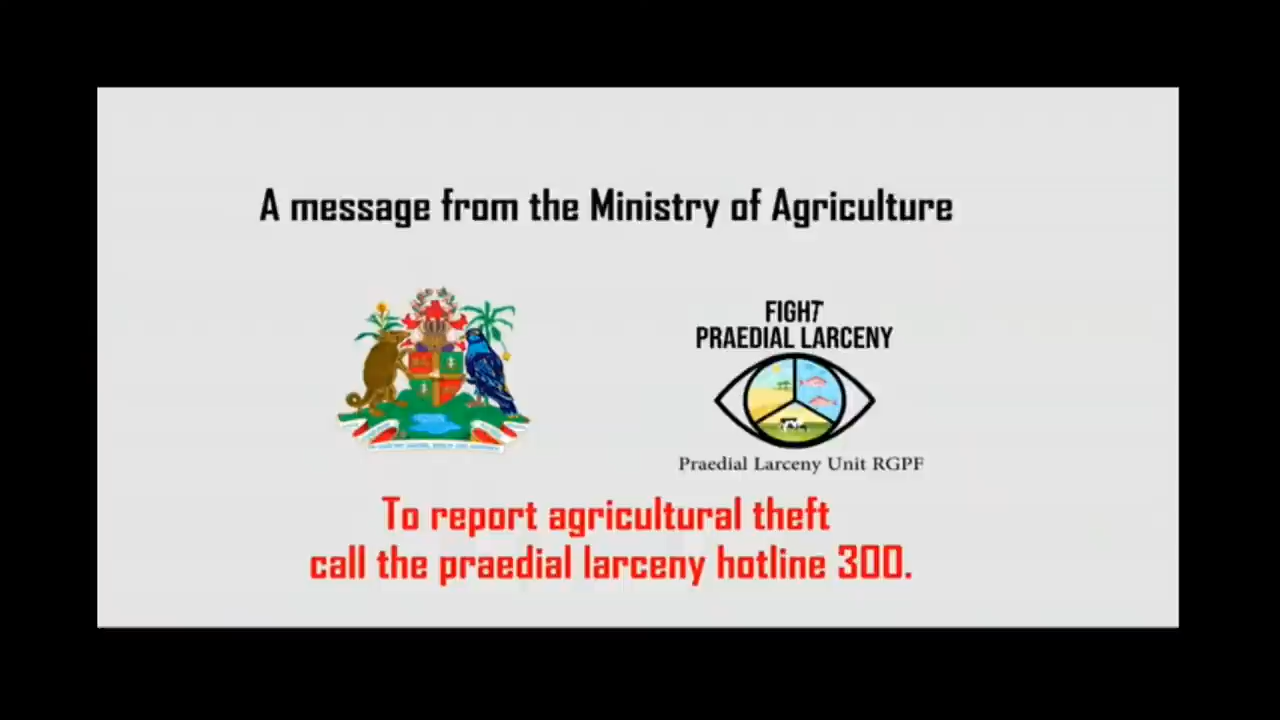 A message from the Ministry of Agriculture
FIGHT
PRAEDIAL LARCENY
Praedial Larceny Unit RGPF
To report agricultural theft
call the praedial larceny hotline 300.